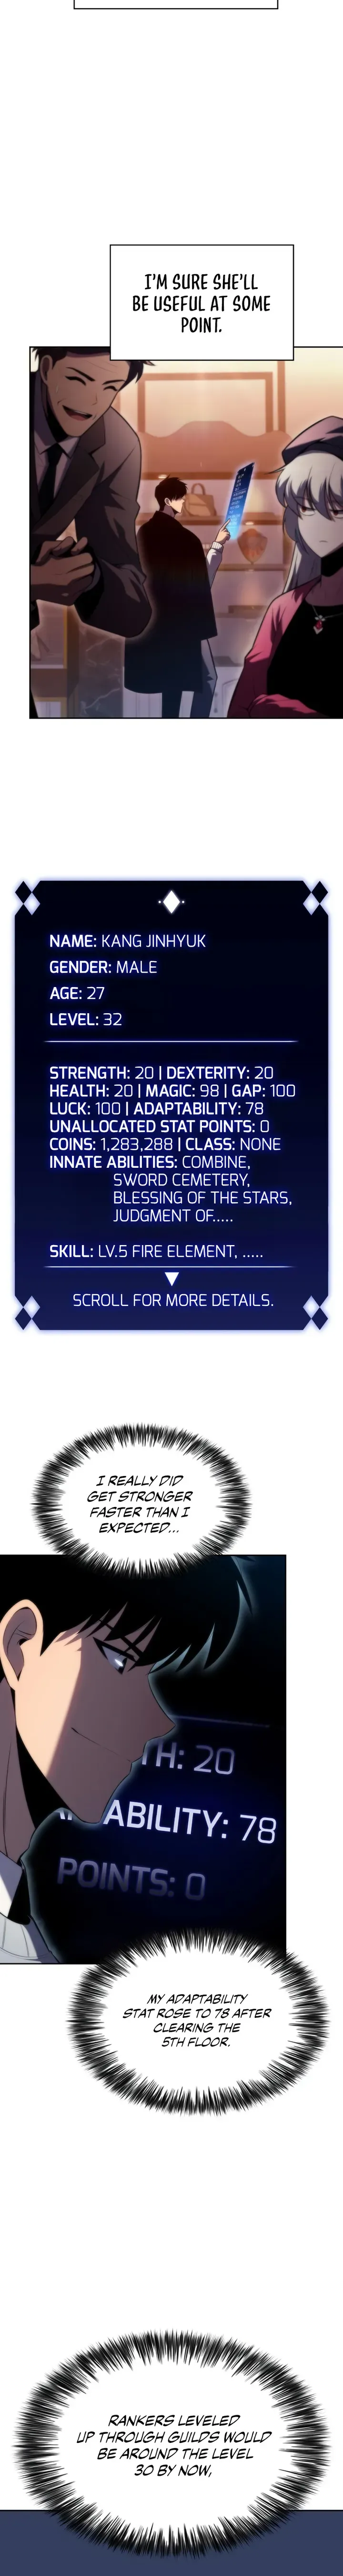 I'M SURE SHE'LL
BE USEFUL AT SOME
POINT.
NAME: KANG JINHYUK
GENDER: MALE
AGE: 27
LEVEL: 32
STRENGTH: 20 | DEXTERITY: 20
HEALTH: 20 | MAGIC: 98 | GAP: 100
LUCK: 100 | ADAPTABILITY: 78
UNALLOCATED STAT POINTS: 0
COINS: 1,283,288 | CLASS: NONE
INNATE ABILITIES: COMBINE,
SWORD CEMETERY,
BLESSING OF THE STARS,
JUDGMENT OF.....
SKILL: LV.5 FIRE ELEMENT, .....
SCROLL FOR MORE DETAILS.
I REALLY DID
GET STRONGER
FASTER THAN I
EXPECTED...
TH: 20
ABILITY: 78
POINTS: 0
MY ADAPTABILITY
STAT ROSE TO 78 AFTER
CLEARING THE
5TH FLOOR.
RANKERS LEVELED
UP THROUGH GUILDS WOULD
BE AROUND THE LEVEL
30 BY NOW,